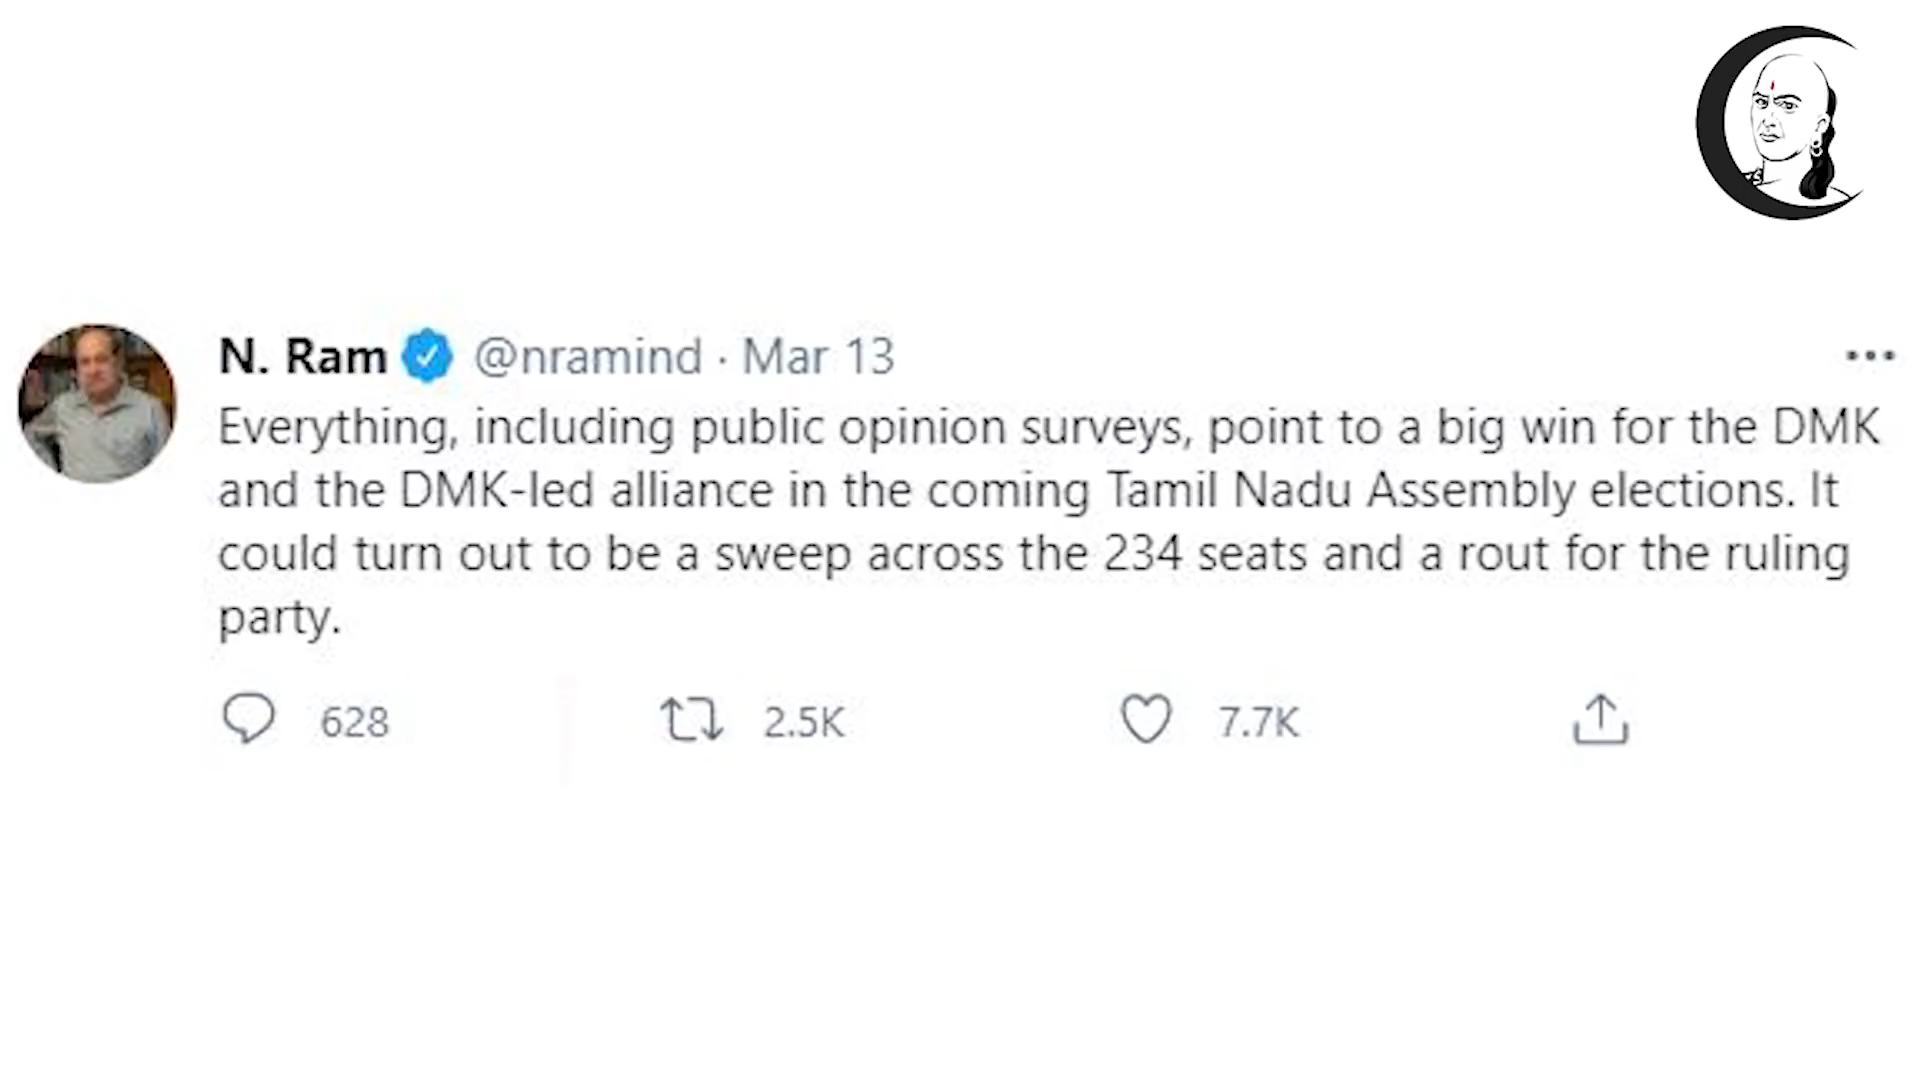 N. Ram @nramind · Mar 13
Everything, including public opinion surveys, point to a big win for the DMK
and the DMK-led alliance in the coming Tamil Nadu Assembly elections. It
could turn out to be a sweep across the 234 seats and a rout for the ruling
party.
628 2.5K 7.7K